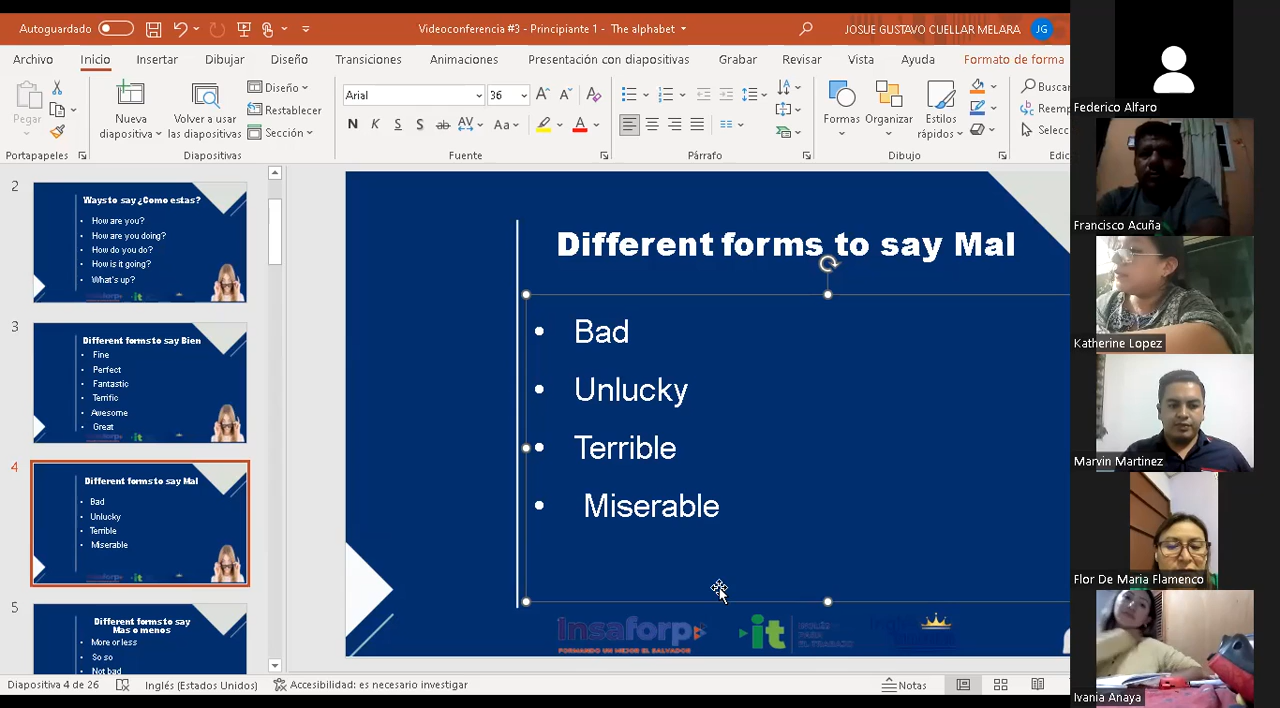 Autoguardado
Videoconferencia #3 - Principiante 1 - The alphabet
JOSUE GUSTAVO CUELLAR MELARA
JG
Archivo
Inicio
Insertar
Dibujar
Diseño
Transiciones
Animaciones
Presentación con diapositivas
Grabar
Revisar
Vista
Ayuda
Formato de forma
Pegar
Nueva diapositiva
Volver a usar las diapositivas
Diseño
Restablecer
Sección
Arial
36
N K S S ab AV Aa A
Formas
Organizar
Estilos rápidos
Portapapeles
Diapositivas
Fuente
Párrafo
Dibujo
2
Ways to say ¿Como estas?
• How are you?
• How are you doing?
• How do you do?
• How is it going?
• What's up?
3
Different forms to say Bien
• Fine
• Perfect
• Fantastic
• Terrific
• Awesome
• Great
4
Different forms to say Mal
• Bad
• Unlucky
• Terrible
• Miserable
5
Different forms to say
Mas o menos
• More or less
• So so
• Not bad
Different forms to say Mal
• Bad
• Unlucky
• Terrible
• Miserable
Insaforp
FORMANDO UN MEJOR EL SALVADOR
it
INGLÉS
PARA
EL TRABAJO
Diapositiva 4 de 26
Inglés (Estados Unidos)
Accesibilidad: es necesario investigar
Notas
Federico Alfaro
Francisco Acuña
Katherine Lopez
Marvin Martinez
Flor De Maria Flamenco
Ivania Anaya